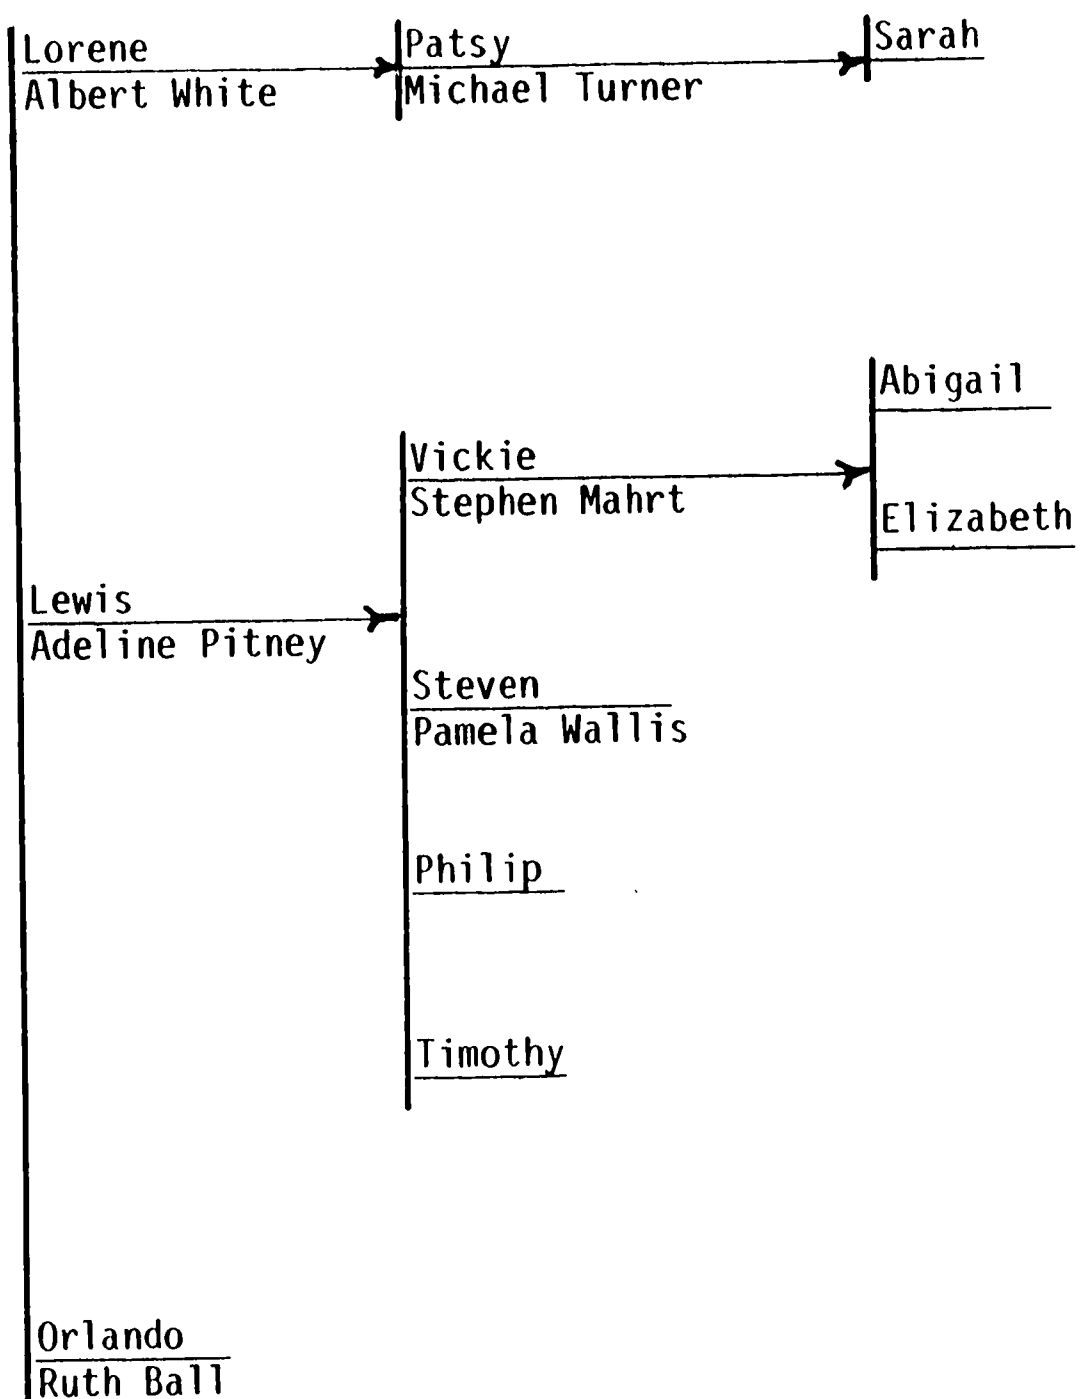 Lorene
Albert White
Patsy
Michael Turner
Sarah
Abigail
Vickie
Stephen Mahrt
Elizabeth
Lewis
Adeline Pitney
Steven
Pamela Wallis
Philip
Timothy
Orlando
Ruth Ball